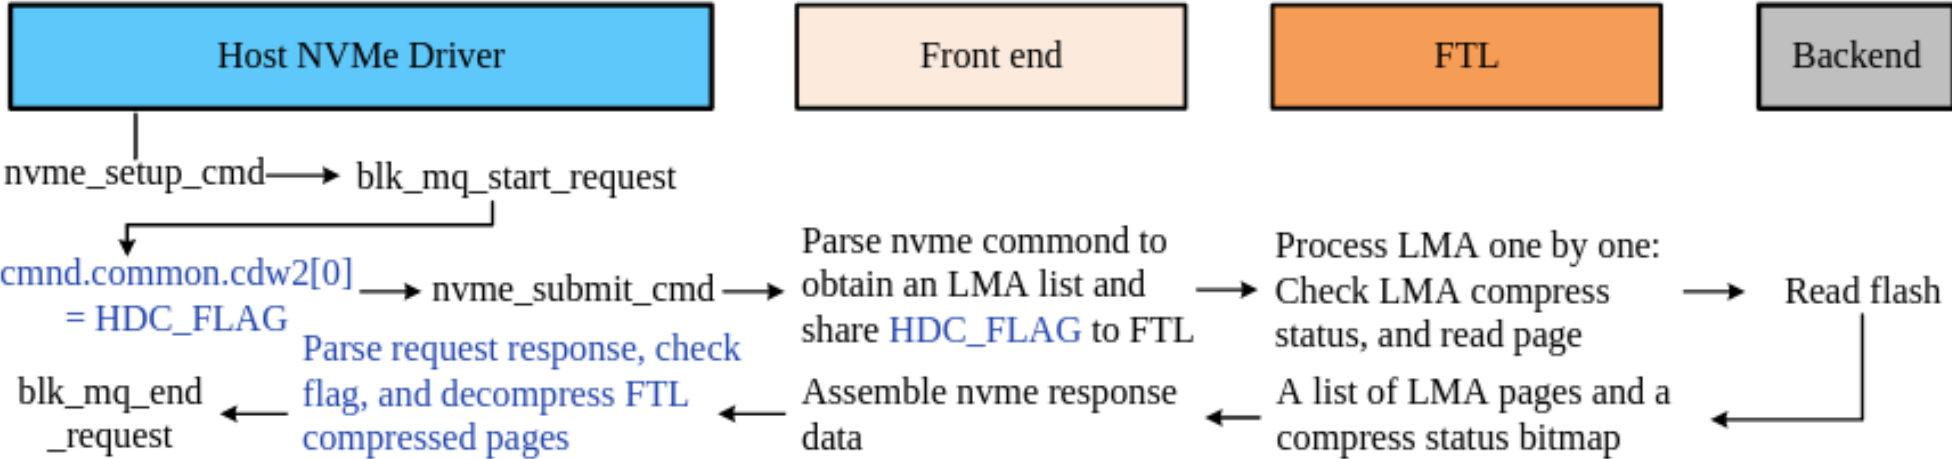 Host NVMe Driver
Front end
FTL
Backend
nvme_setup_cmd
blk_mq_start_request
cmnd.common.cdw2[0]
= HDC_FLAG
nvme_submit_cmd
Parse nvme commond to
obtain an LMA list and
share HDC_FLAG to FTL
Process LMA one by one:
Check LMA compress
status, and read page
Read flash
A list of LMA pages and a
compress status bitmap
Assemble nvme response
data
Parse request response, check
flag, and decompress FTL
compressed pages
blk_mq_end
_request